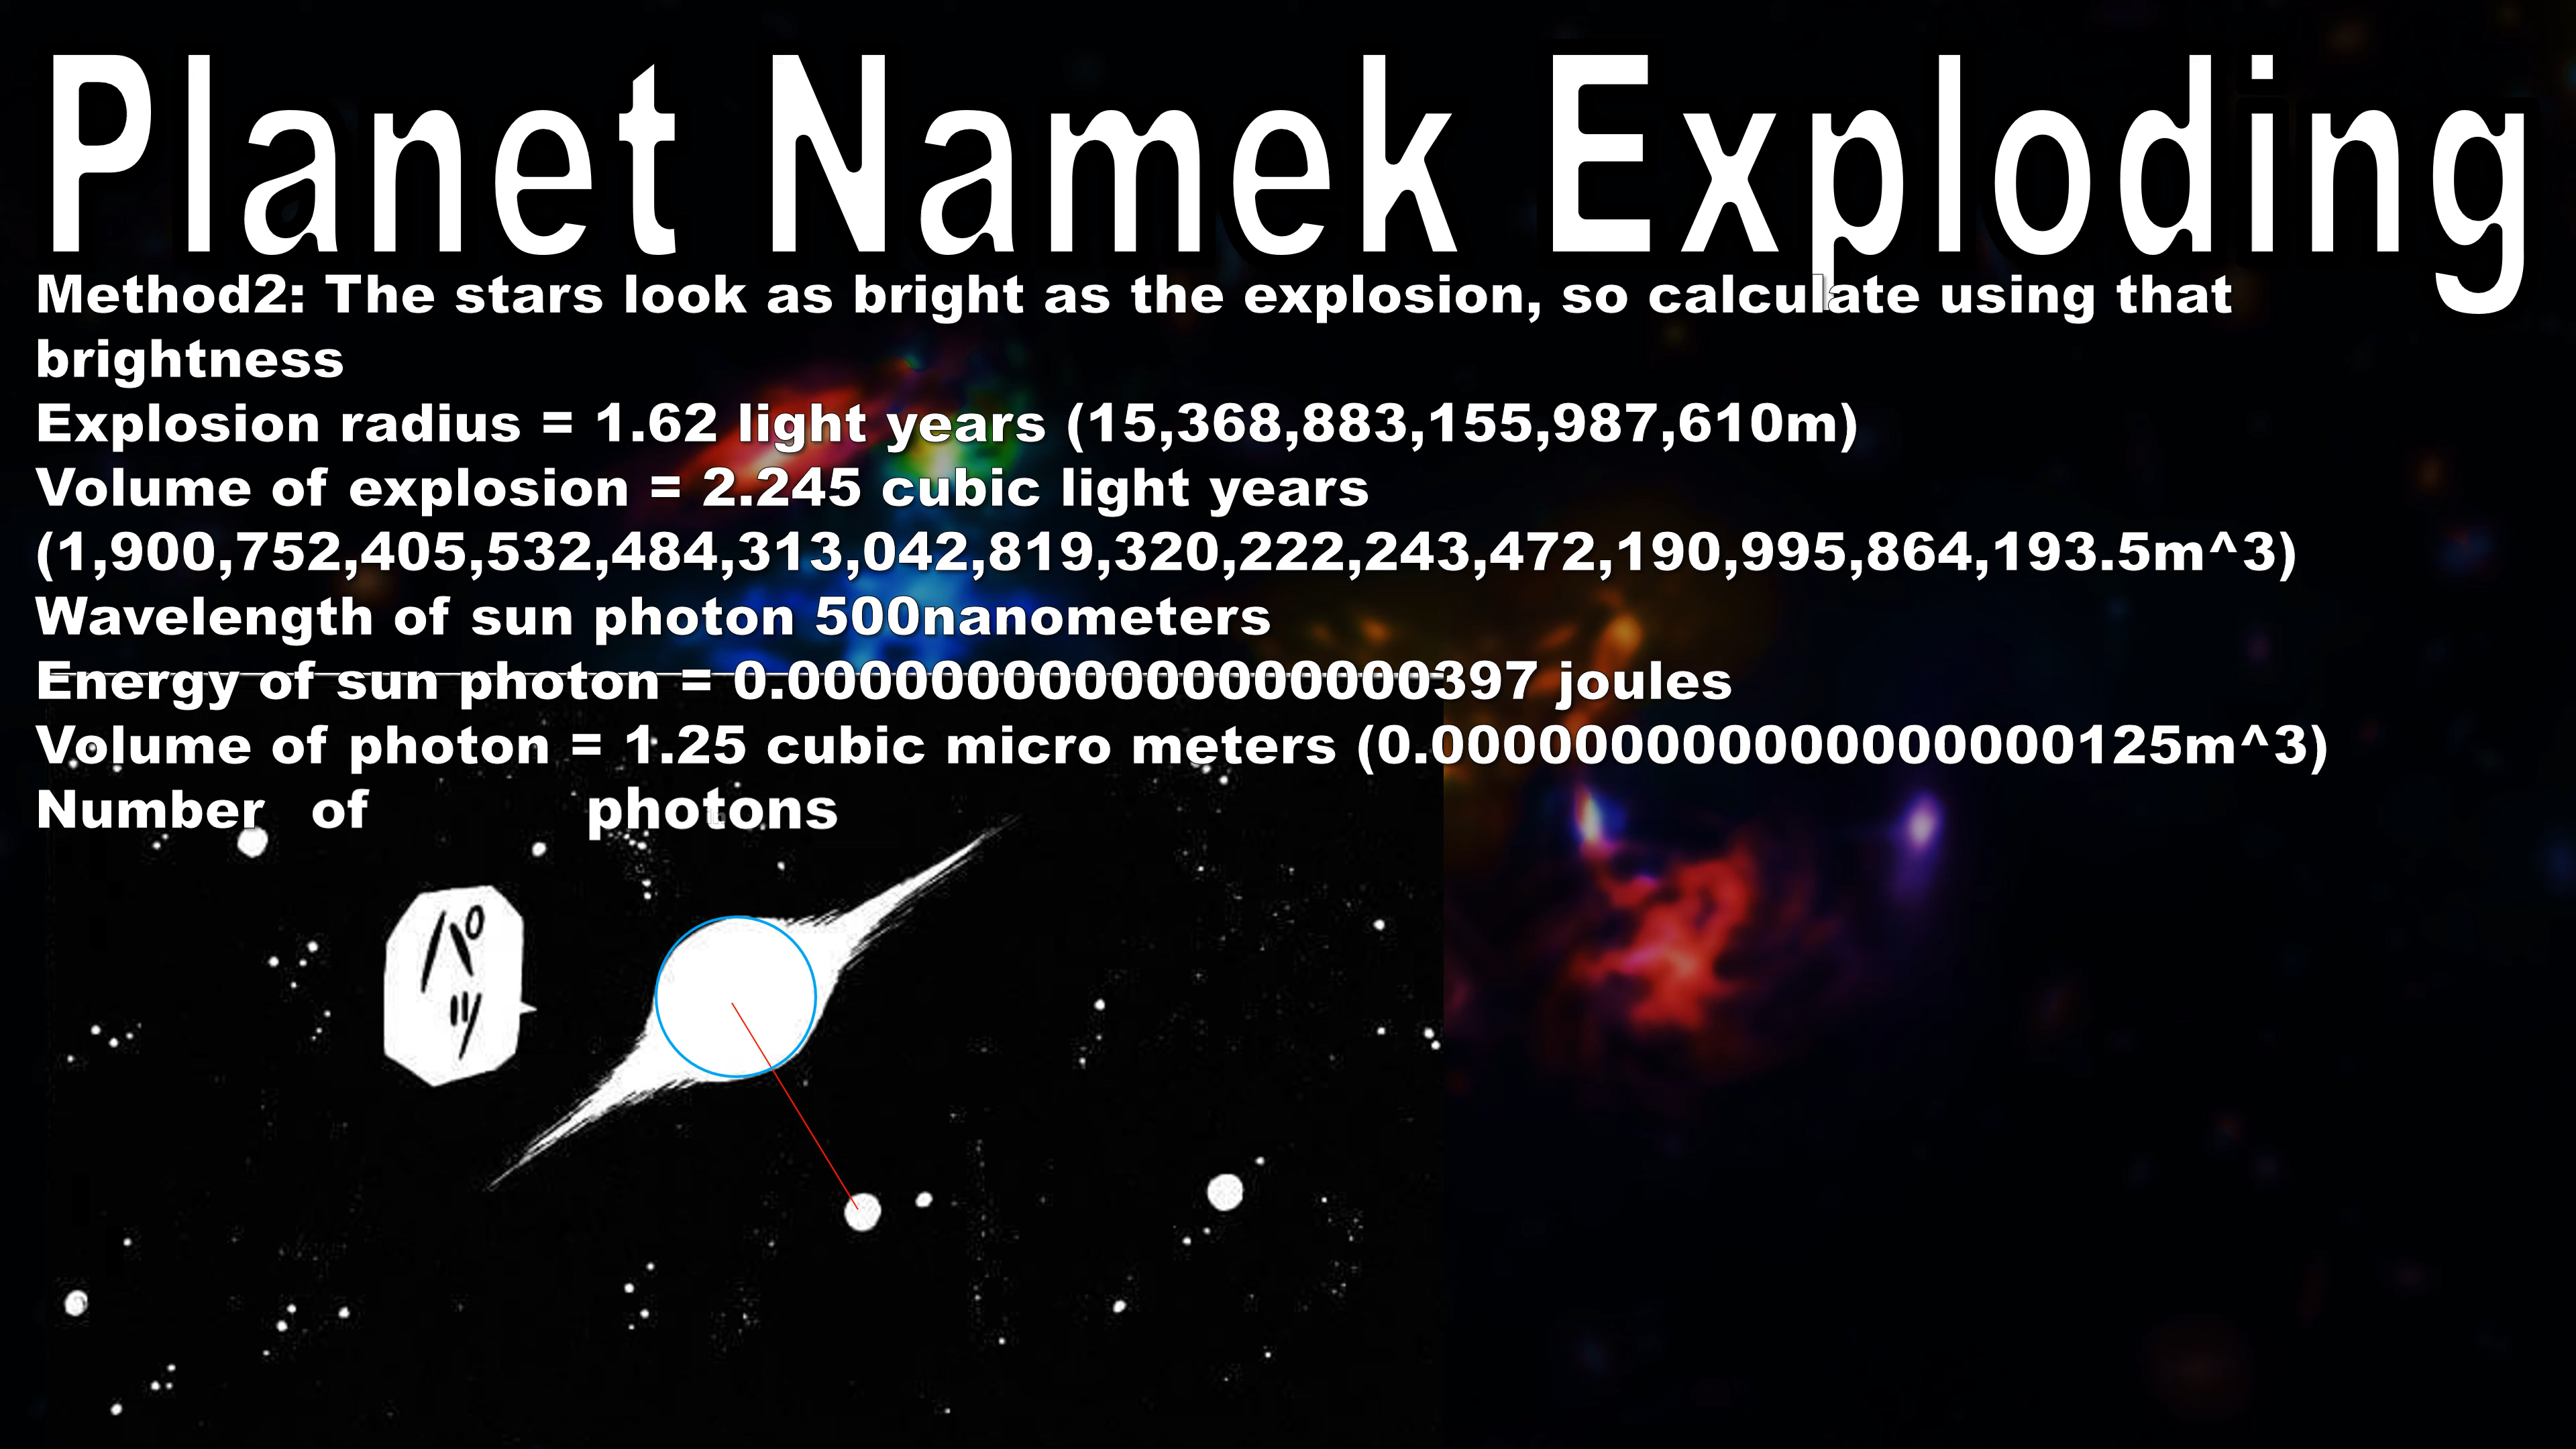 Planet Namek Exploding
Method2: The stars look as bright as the explosion, so calculate using that
brightness
Explosion radius = 1.62 light years (15,368,883,155,987,610m)
Volume of explosion = 2.245 cubic light years
(1,900,752,405,532,484,313,042,819,320,222,243,472,190,995,864,193.5m^3)
Wavelength of sun photon 500nanometers
Energy of sun photon = 0.000000000000000000397 joules
Volume of photon = 1.25 cubic micro meters (0.000000000000000000125m^3)
Number of photons
パッ